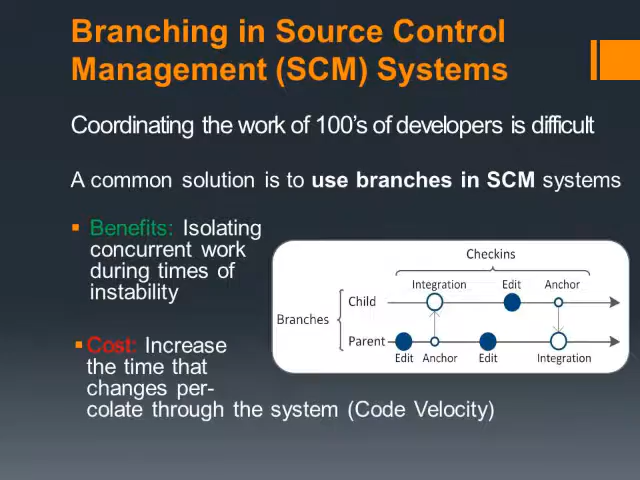 Branching in Source Control
Management (SCM) Systems
Coordinating the work of 100's of developers is difficult
A common solution is to use branches in SCM systems
Benefits: Isolating
concurrent work
during times of
instability
Checkins
Integration Edit Anchor
Child
Branches
Parent
Edit Anchor Edit Integration
Cost: Increase
the time that
changes per-
colate through the system (Code Velocity)